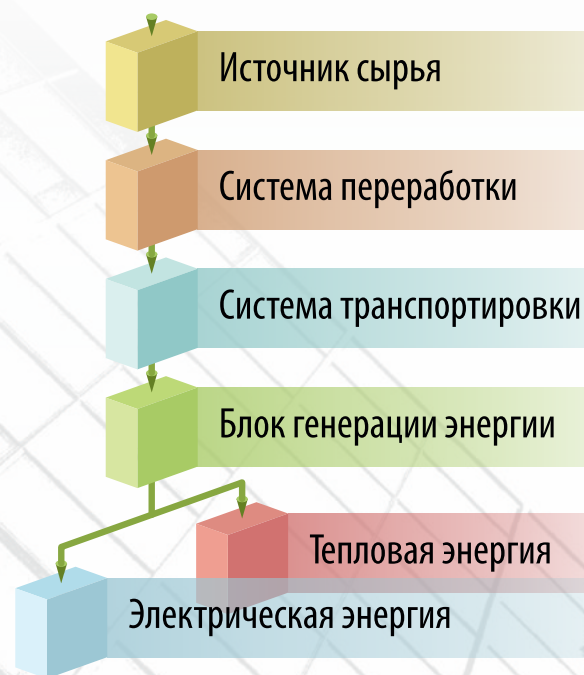 Источник сырья
Система переработки
Система транспортировки
Блок генерации энергии
Тепловая энергия
Электрическая энергия